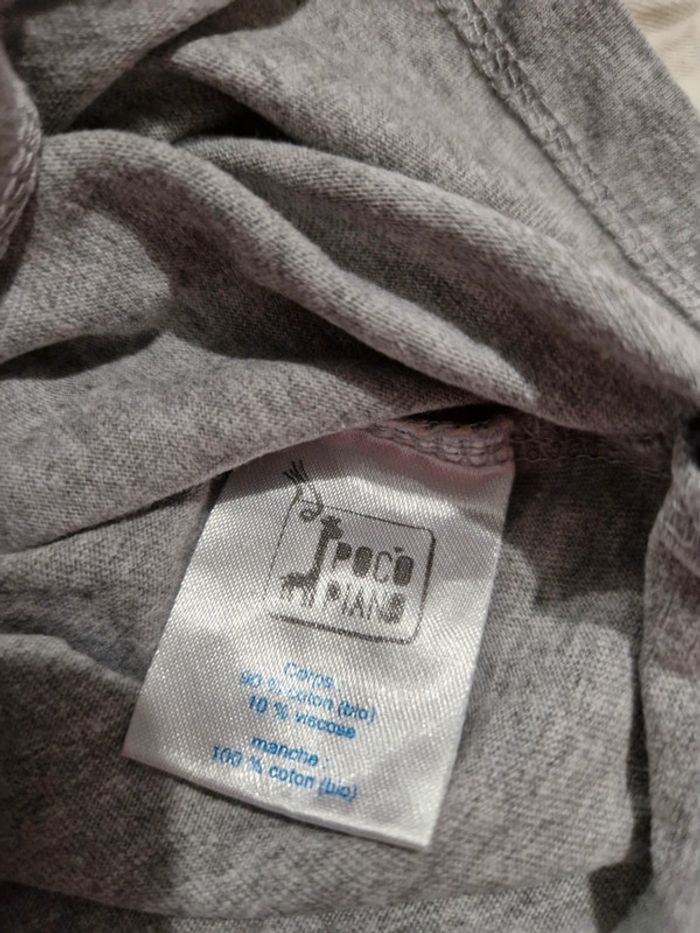 POCO
PIANO
Corps :
90 % coton (bio)
10 % viscose
manche :
100 % coton (bio)